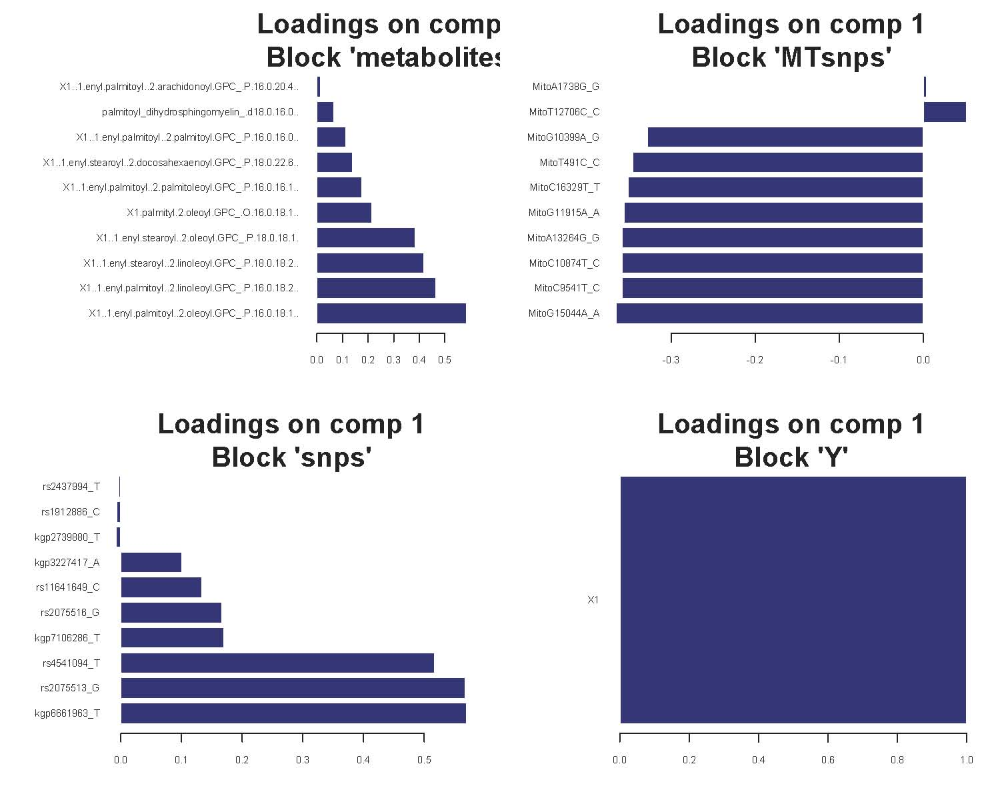 Loadings on comp
Block 'metabolites
X1..1.enyl.palmitoyl..2.arachidonoyl.GPC_.P.16.0.20.4..
palmitoyl_dihydrosphingomyelin_.d18.0.16.0..
X1..1.enyl.palmitoyl..2.palmitoyl.GPC_.P.16.0.16.0..
X1..1.enyl.stearoyl..2.docosahexaenoyl.GPC_.P.18.0.22.6..
X1..1.enyl.palmitoyl..2.palmitoleoyl.GPC_.P.16.0.16.1..
X1.palmityl.2.oleoyl.GPC_.O.16.0.18.1..
X1..1.enyl.stearoyl..2.oleoyl.GPC_.P.18.0.18.1.
X1..1.enyl.stearoyl..2.linoleoyl.GPC_.P.18.0.18.2..
X1..1.enyl.palmitoyl..2.linoleoyl.GPC_.P.16.0.18.2..
X1..1.enyl.palmitoyl..2.oleoyl.GPC_.P.16.0.18.1..
0.0 0.1 0.2 0.3 0.4 0.5
Loadings on comp 1
Block 'MTsnps'
MitoA1738G_G
MitoT12706C_C
MitoG10399A_G
MitoT491C_C
MitoC16329T_T
MitoG11915A_A
MitoA13264G_G
MitoC10874T_C
MitoC9541T_C
MitoG15044A_A
-0.3 -0.2 -0.1 0.0
Loadings on comp 1
Block 'snps'
rs2437994_T
rs1912886_C
kgp2739880_T
kgp3227417_A
rs11641649_C
rs2075516_G
kgp7106286_T
rs4541094_T
rs2075513_G
kgp6661963_T
0.0 0.1 0.2 0.3 0.4 0.5
Loadings on comp 1
Block 'Y'
X1
0.0 0.2 0.4 0.6 0.8 1.0